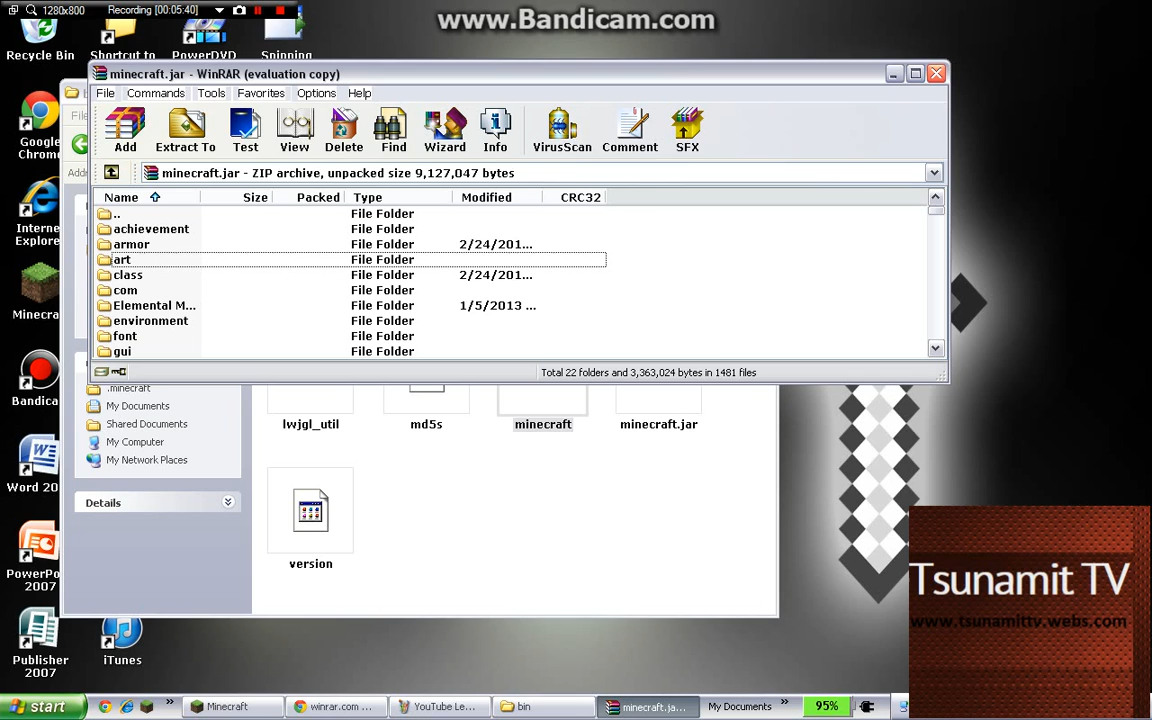 1280x800
[00:05:40]
www.Bandicam.com
Recycle Bin
Shortcut to
PowerDVD
Spinning
minecraft.jar - WinRAR (evaluation copy)
File Commands Tools Favorites Options Help
Add Extract To Test View Delete Find Wizard Info VirusScan Comment SFX
minecraft.jar - ZIP archive, unpacked size 9,127,047 bytes
Name Size Packed Type Modified CRC32
.. File Folder
achievement File Folder
armor File Folder 2/24/201...
art File Folder
class File Folder 2/24/201...
com File Folder
Elemental M... File Folder 1/5/2013 ...
environment File Folder
font File Folder
gui File Folder
Total 22 folders and 3,363,024 bytes in 1481 files
Google
Chrome
Interne
Explore
Minecra
Bandica
Word 20
PowerPo
2007
Publisher
2007
iTunes
.minecraft
My Documents
Shared Documents
My Computer
My Network Places
Details
lwjgl_util
md5s
minecraft
minecraft.jar
version
Tsunamit TV
www.tsunamittv.webs.com
start
Minecraft
winrar.com ...
YouTube Le...
bin
minecraft.ja...
My Documents
95%